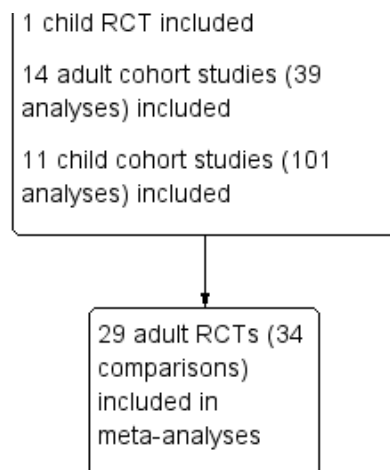 1 child RCT included
14 adult cohort studies (39
analyses) included
11 child cohort studies (101
analyses) included
29 adult RCTs (34
comparisons)
included in
meta-analyses